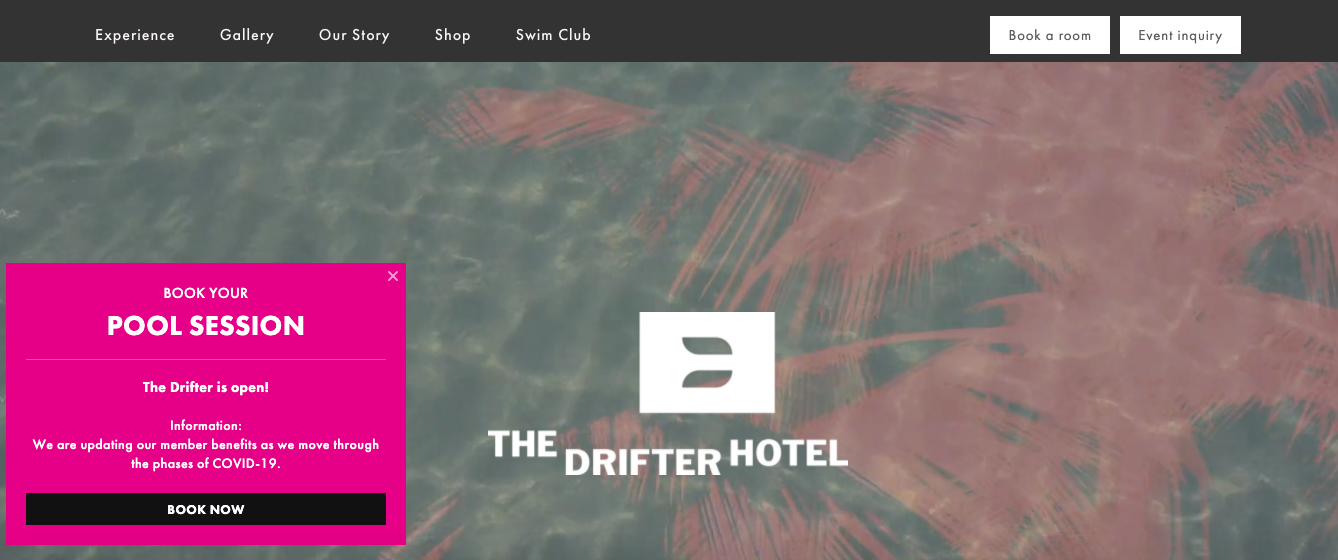 Experience Gallery Our Story Shop Swim Club Book a room Event inquiry
BOOK YOUR
POOL SESSION
The Drifter is open!
Information:
We are updating our member benefits as we move through
the phases of COVID-19.
BOOK NOW
THE DRIFTER HOTEL